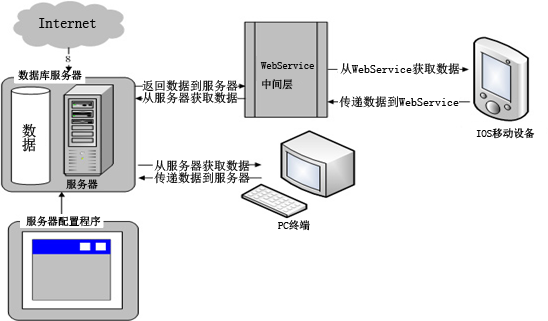 Internet
8
数据库服务器
数据
服务器
返回数据到服务器
从服务器获取数据
WebService
中间层
从WebService获取数据
传递数据到WebService
IOS移动设备
从服务器获取数据
传递数据到服务器
PC终端
服务器配置程序